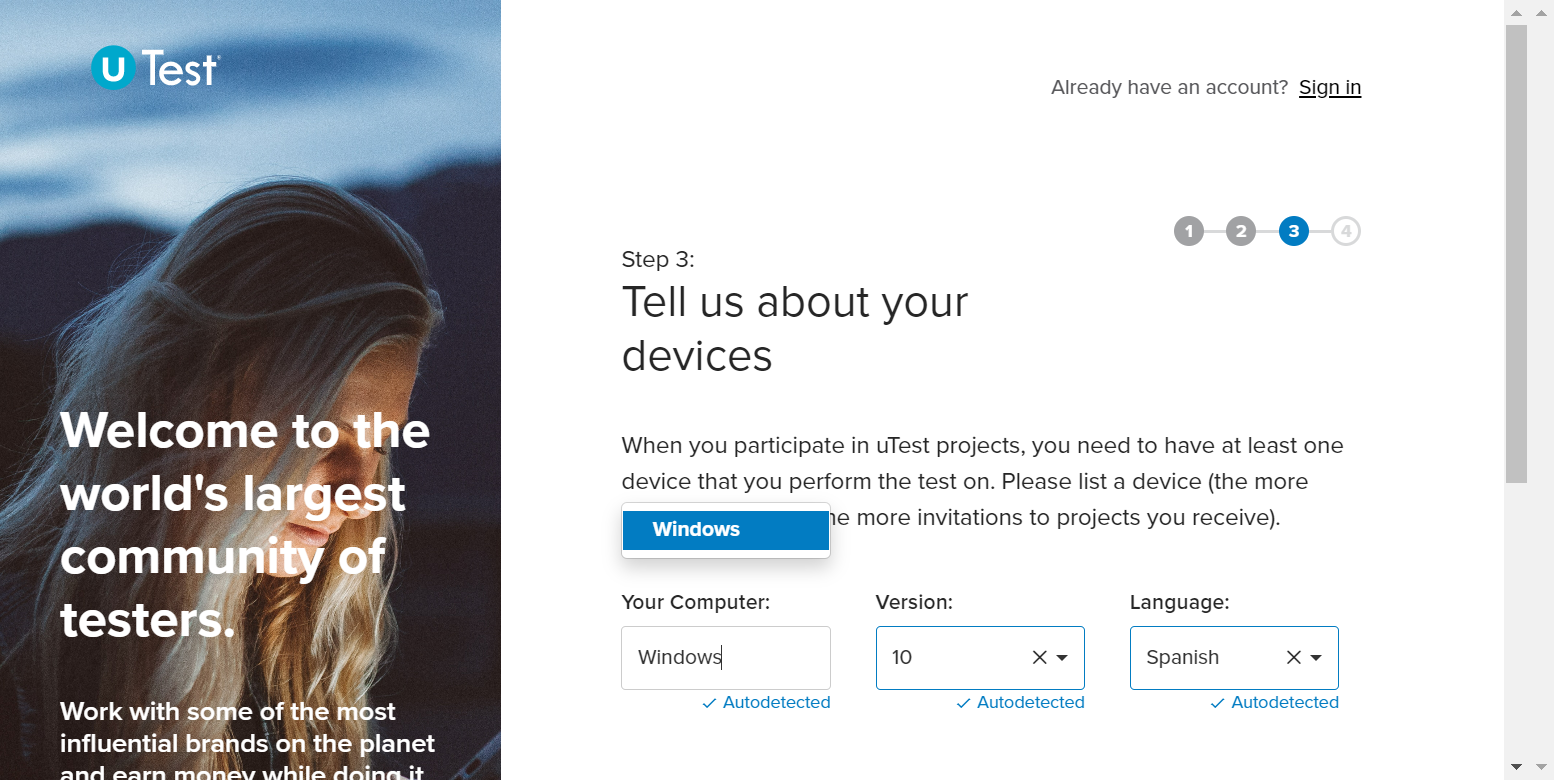 uTest
Already have an account? Sign in
1 2 3 4
Step 3:
Tell us about your
devices
When you participate in uTest projects, you need to have at least one
device that you perform the test on. Please list a device (the more
more invitations to projects you receive).
Windows
Your Computer:
Version:
Language:
Windows
10
Spanish
Autodetected
Autodetected
Autodetected
Welcome to the
world's largest
community of
testers.
Work with some of the most
influential brands on the planet
and earn money while doing it